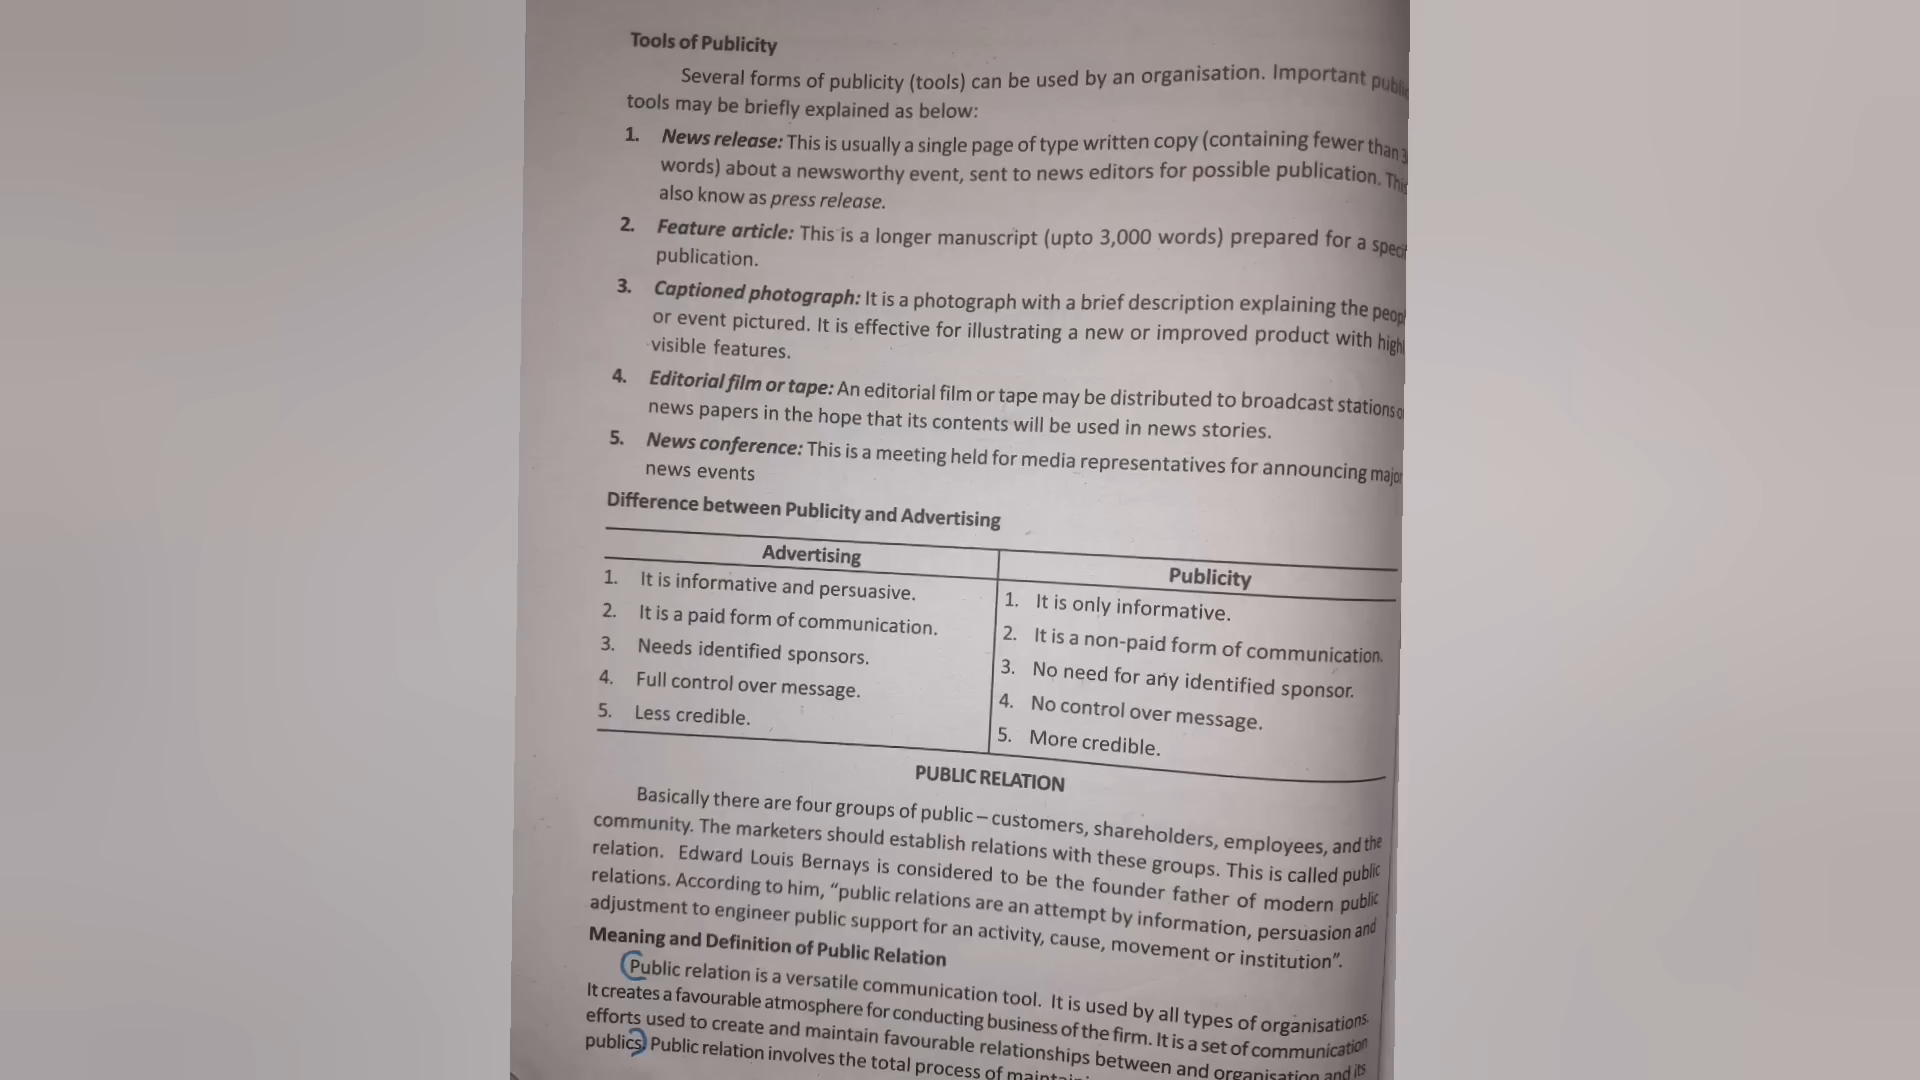 Tools of Publicity
Several forms of publicity (tools) can be used by an organisation. Important
tools may be briefly explained as below:
1. News release: This is usually a single page of type written copy (containing fewer than
words) about a newsworthy event, sent to news editors for possible publication. This
also know as press release.
2. Feature article: This is a longer manuscript (upto 3,000 words) prepared for a
publication.
3. Captioned photograph: It is a photograph with a brief description explaining the
or event pictured. It is effective for illustrating a new or improved product with
visible features.
4. Editorial film or tape: An editorial film or tape may be distributed to broadcast stations
news papers in the hope that its contents will be used in news stories.
5. News conference: This is a meeting held for media representatives for announcing major
news events
Difference between Publicity and Advertising
Advertising
1. It is informative and persuasive.
2. It is a paid form of communication.
3. Needs identified sponsors.
4. Full control over message.
5. Less credible.
Publicity
1. It is only informative.
2. It is a non-paid form of communication.
3. No need for any identified sponsor.
4. No control over message.
5. More credible.
PUBLIC RELATION
Basically there are four groups of public – customers, shareholders, employees, and the
community. The marketers should establish relations with these groups. This is called public
relation. Edward Louis Bernays is considered to be the founder father of modern public
relations. According to him, “public relations are an attempt by information, persuasion and
adjustment to engineer public support for an activity, cause, movement or institution”.
Meaning and Definition of Public Relation
Public relation is a versatile communication tool. It is used by all types of organisations.
It creates a favourable atmosphere for conducting business of the firm. It is a set of communication
efforts used to create and maintain favourable relationships between and organisation and its
publics. Public relation involves the total process of